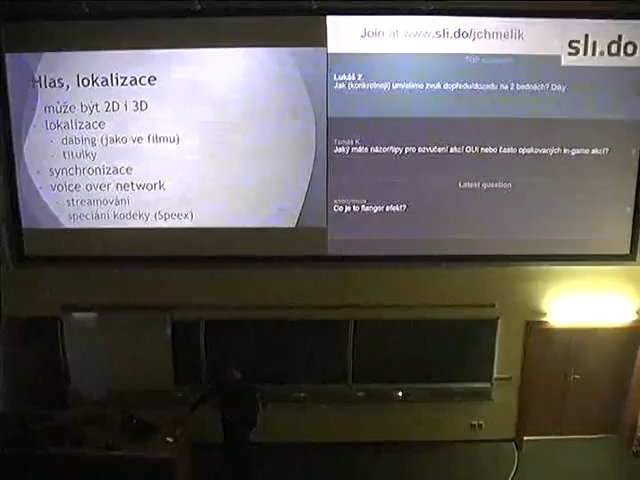 Hlas, lokalizace
může být 2D i 3D
- lokalizace
- dabing (jako ve filmu)
- titulky
- synchronizace
- voice over network
- streamování
- speciání kodeky (Speex)
Join at www.sli.do/jchmelik
sli.do
Lukáš Z.
Jak (konkrétněji) umístíme zvuk dopředu/dozadu na 2 bednách? Díky
Tomáš K
Jaký máte názor/tipy pro ozvučení akcí GUI nebo často opakovaných in-game akcí?
Latest question
anonymous
Co je to flanger efekt?